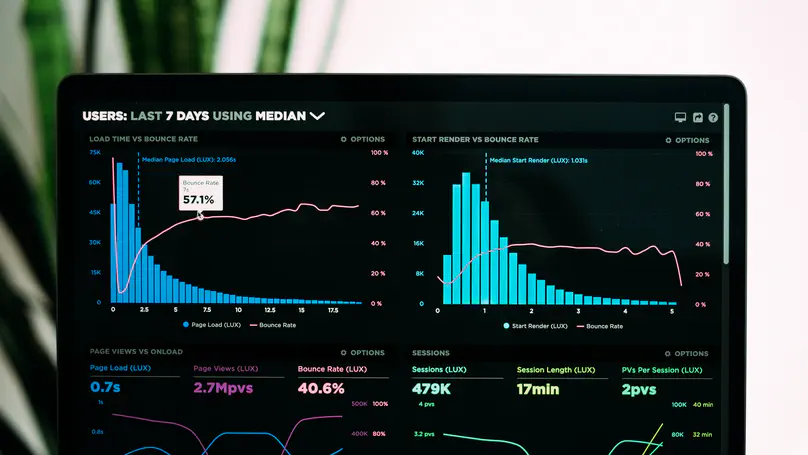 USERS: LAST 7 DAYS USING MEDIAN
LOAD TIME VS BOUNCE RATE
OPTIONS
75K
60K
45K
30K
15K
0
100 %
80 %
60 %
40 %
20 %
0 %
Median Page Load (LUX): 2.056s
Bounce Rate
7s
57.1%
0 2.5 5 7.5 10 12.5 15 17.5
Page Load (LUX) Bounce Rate
START RENDER VS BOUNCE RATE
OPTIONS
40K
32K
24K
16K
8K
0
100 %
80 %
60 %
40 %
20 %
0 %
Median Start Render (LUX): 1.031s
0 1 2 3 4 5
Start Render (LUX) Bounce Rate
PAGE VIEWS VS ONLOAD
OPTIONS
Page Load (LUX) Page Views (LUX) Bounce Rate (LUX)
0.7s 2.7Mpvs 40.6%
1s 500K 100%
0.8s 400K 80%
SESSIONS
OPTIONS
Sessions (LUX) Session Length (LUX) PVs Per Session (LUX)
479K 17min 2pvs
4 pvs 100K 40 min
3.2 pvs 80K 32 min